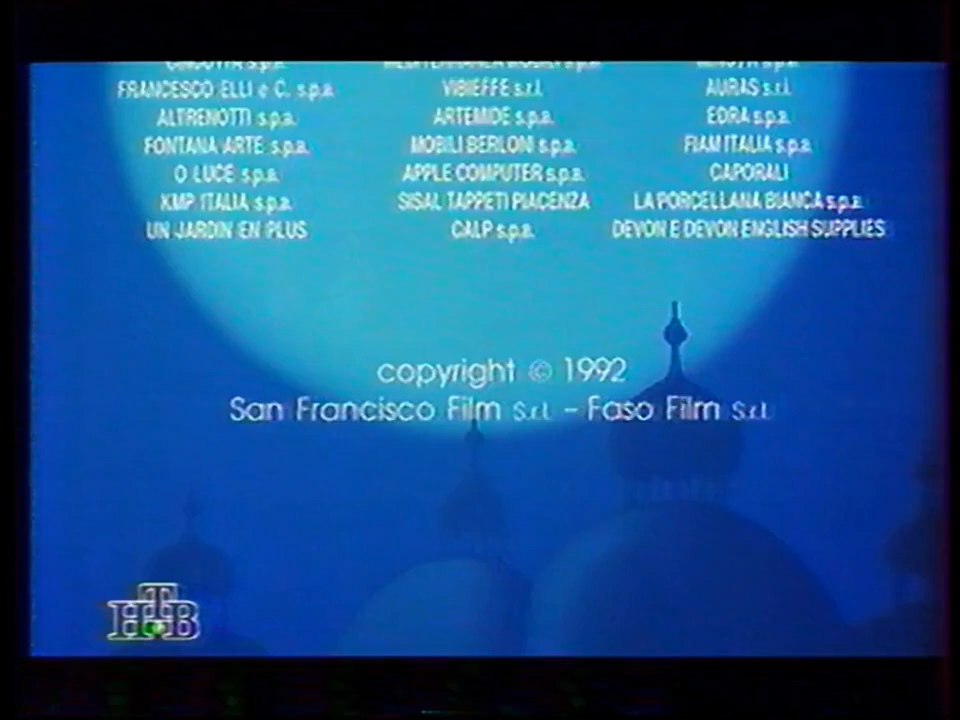 FRANCESCO ELLI e C. s.p.a. VIBIEFFE s.r.l. AURAS s.r.l.
ALTRENOTTI s.p.a. ARTEMIDE s.p.a. EDRA s.p.a.
FONTANA ARTE s.p.a. MOBILI BERLONI s.p.a. FIAM ITALIA s.p.a.
O LUCE s.p.a. APPLE COMPUTER s.p.a. CAPORALI
KMP ITALIA s.p.a. SISAL TAPPETI PIACENZA LA PORCELLANA BIANCA s.p.a.
UN JARDIN EN PLUS CALP s.p.a. DEVON E DEVON ENGLISH SUPPLIES
copyright © 1992
San Francisco Film s.r.l. – Faso Film s.r.l.
НТВ